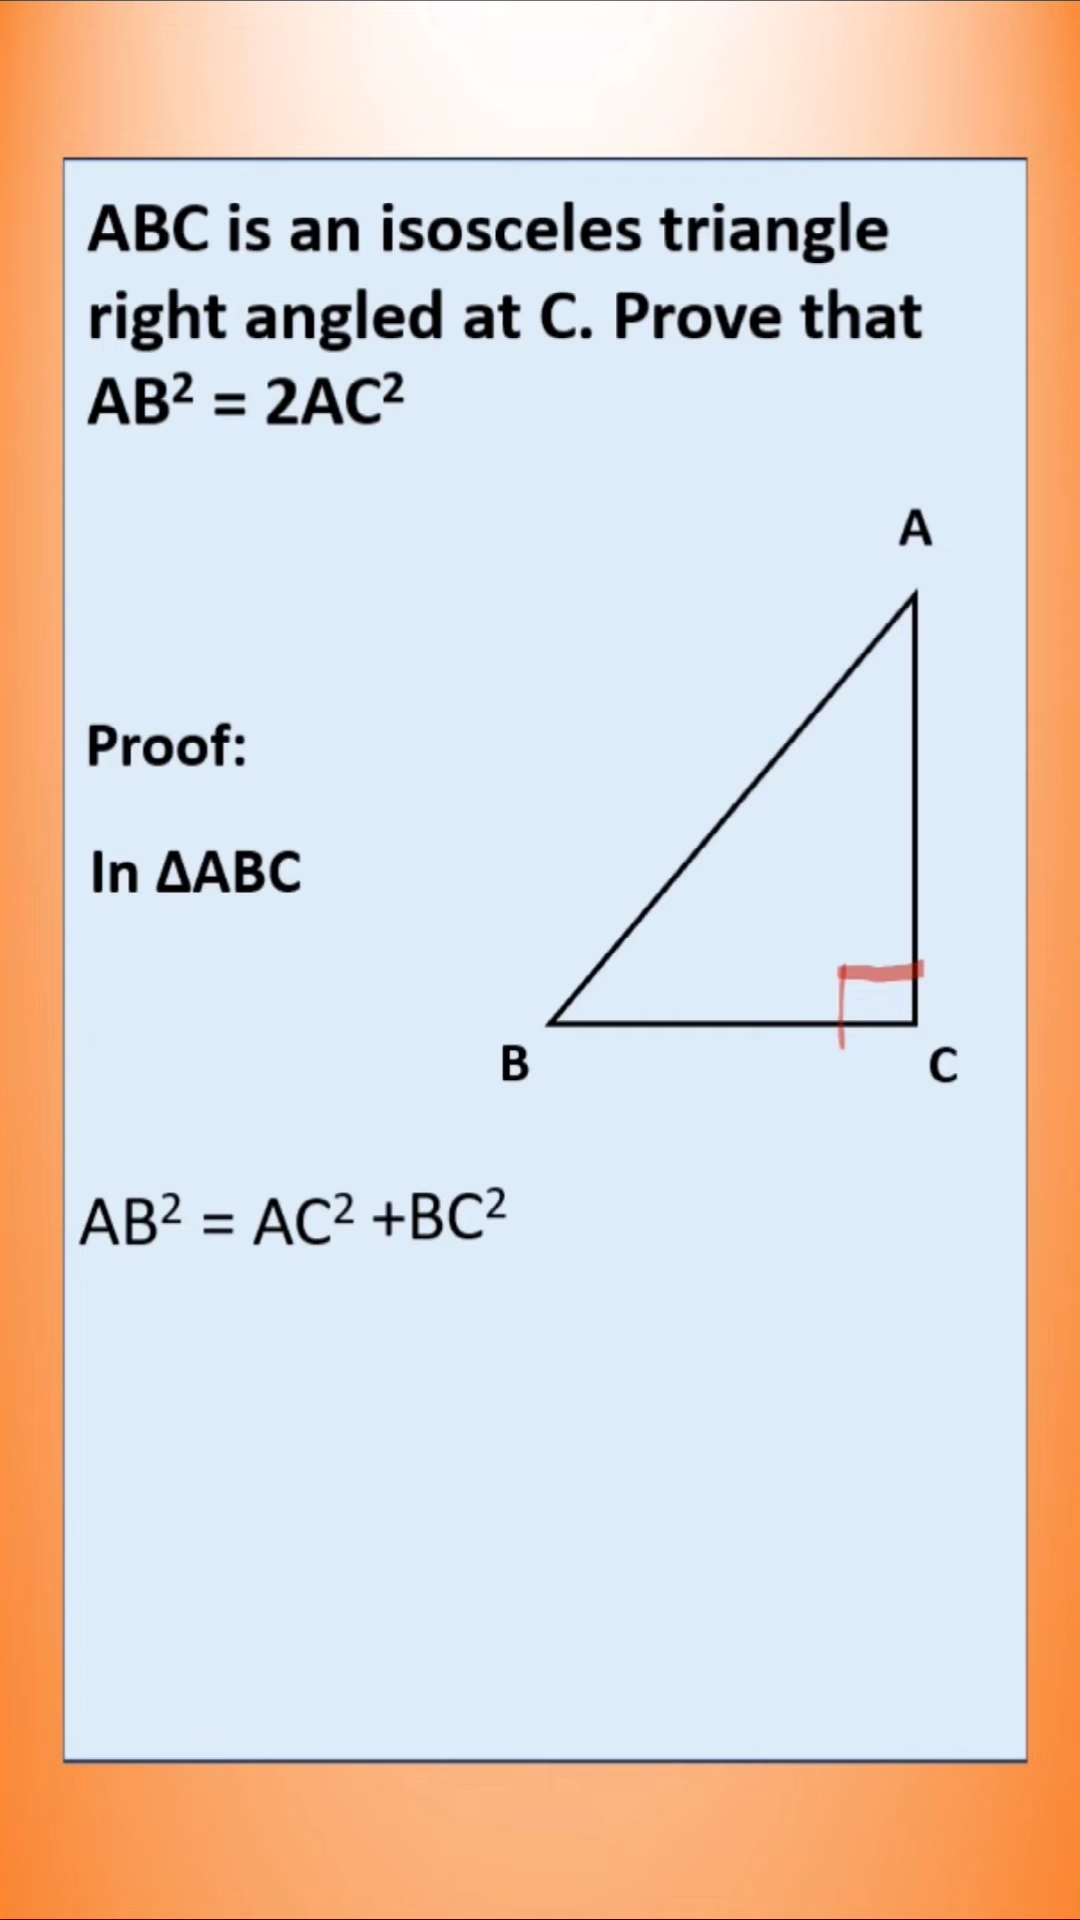 ABC is an isosceles triangle
right angled at C. Prove that
AB² = 2AC²
A
Proof:
In ΔABC
B
C
AB² = AC² +BC²